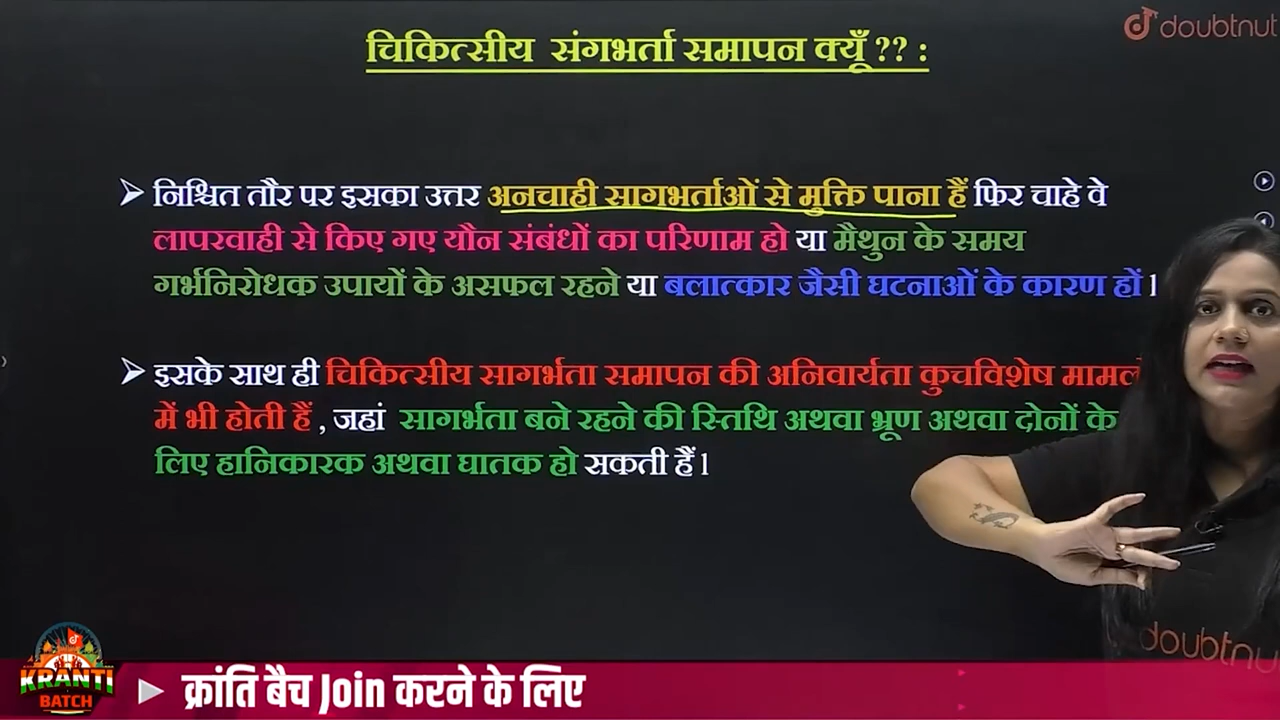 चिकित्सीय संगभर्ता समापन क्यूँ ?? :
doubtnut
➢ निश्चित तौर पर इसका उत्तर अनचाही सागभर्ताओं से मुक्ति पाना हैं फिर चाहे वे
लापरवाही से किए गए यौन संबंधों का परिणाम हो या मैथुन के समय
गर्भनिरोधक उपायों के असफल रहने या बलात्कार जैसी घटनाओं के कारण हों l
➢ इसके साथ ही चिकित्सीय सागर्भता समापन की अनिवार्यता कुचविशेष
में भी होती हैं , जहां सागर्भता बने रहने की स्तिथि अथवा भ्रूण अथवा दोनों के
लिए हानिकारक अथवा घातक हो सकती हैं l
doubtnu
KRANTI
BATCH
क्रांति बैच Join करने के लिए